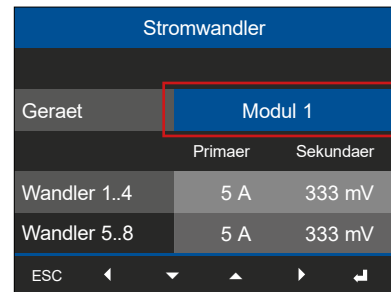 Stromwandler
Geraet Modul 1
Primaer Sekundaer
Wandler 1..4 5 A 333 mV
Wandler 5..8 5 A 333 mV
ESC